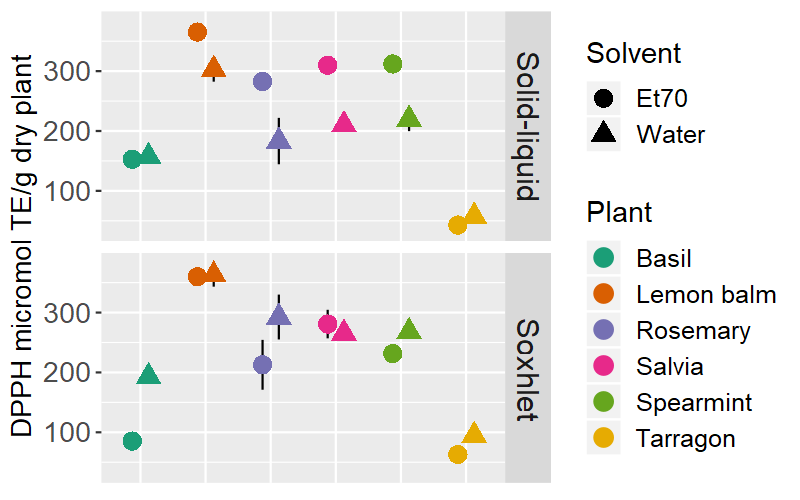 DPPH micromol TE/g dry plant
300
200
100
Solid-liquid
300
200
100
Soxhlet
Solvent
Et70
Water
Plant
Basil
Lemon balm
Rosemary
Salvia
Spearmint
Tarragon